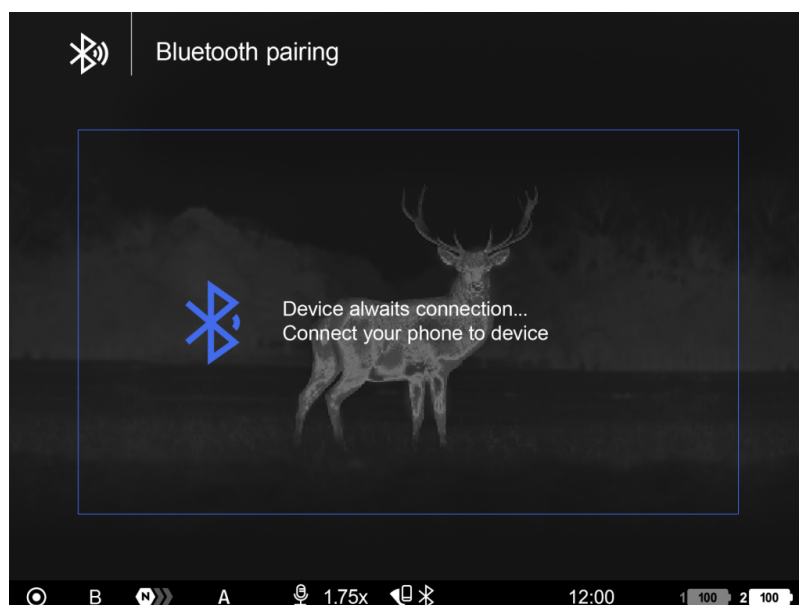 Bluetooth pairing
Device alwaits connection...
Connect your phone to device
B N A 1.75x 12:00 1 100 2 100